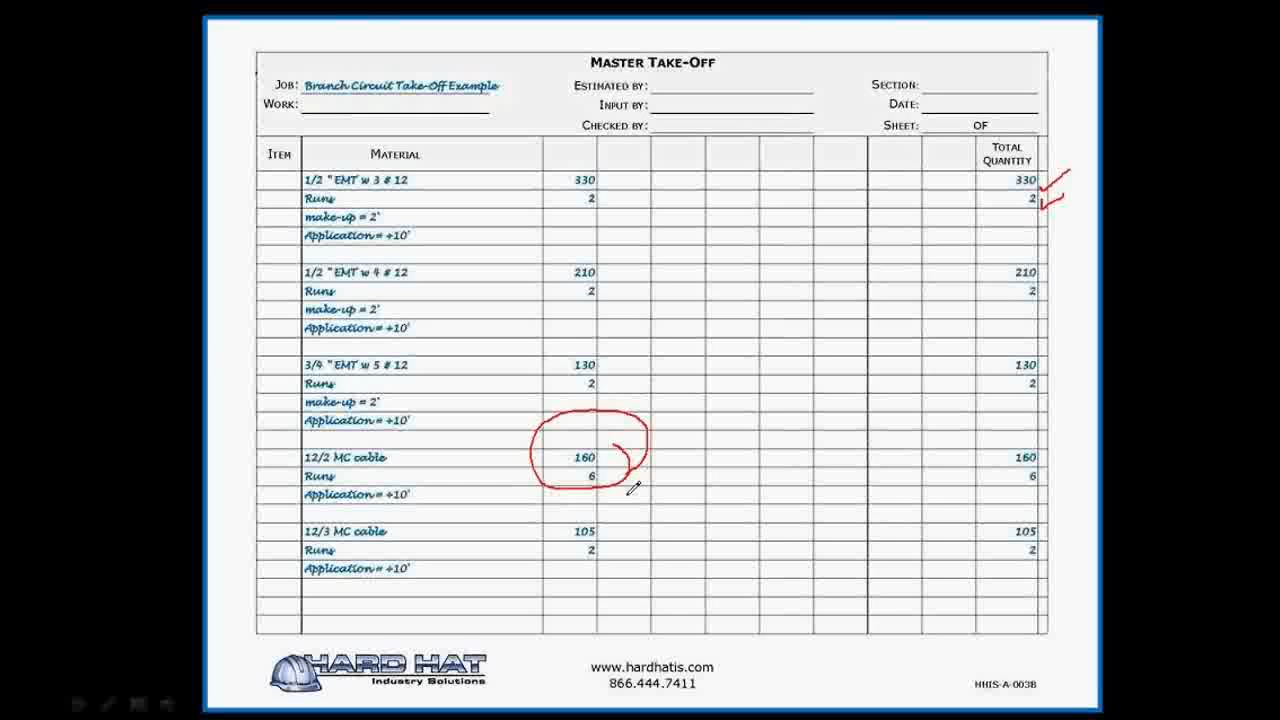 MASTER TAKE-OFF
JOB: Branch Circuit Take-Off Example ESTIMATED BY: SECTION:
WORK: INPUT BY: DATE:
CHECKED BY: SHEET: OF
ITEM MATERIAL TOTAL QUANTITY
1/2 " EMT w 3 # 12 330 330
Runs 2 2
make-up = 2'
Application = +10'
1/2 " EMT w 4 # 12 210 210
Runs 2 2
make-up = 2'
Application = +10'
3/4 " EMT w 5 # 12 130 130
Runs 2 2
make-up = 2'
Application = +10'
12/2 MC cable 160 160
Runs 6 6
Application = +10'
12/3 MC cable 105 105
Runs 2 2
Application = +10'
HARD HAT
Industry Solutions
www.hardhatis.com
866.444.7411
HHIS-A-003B